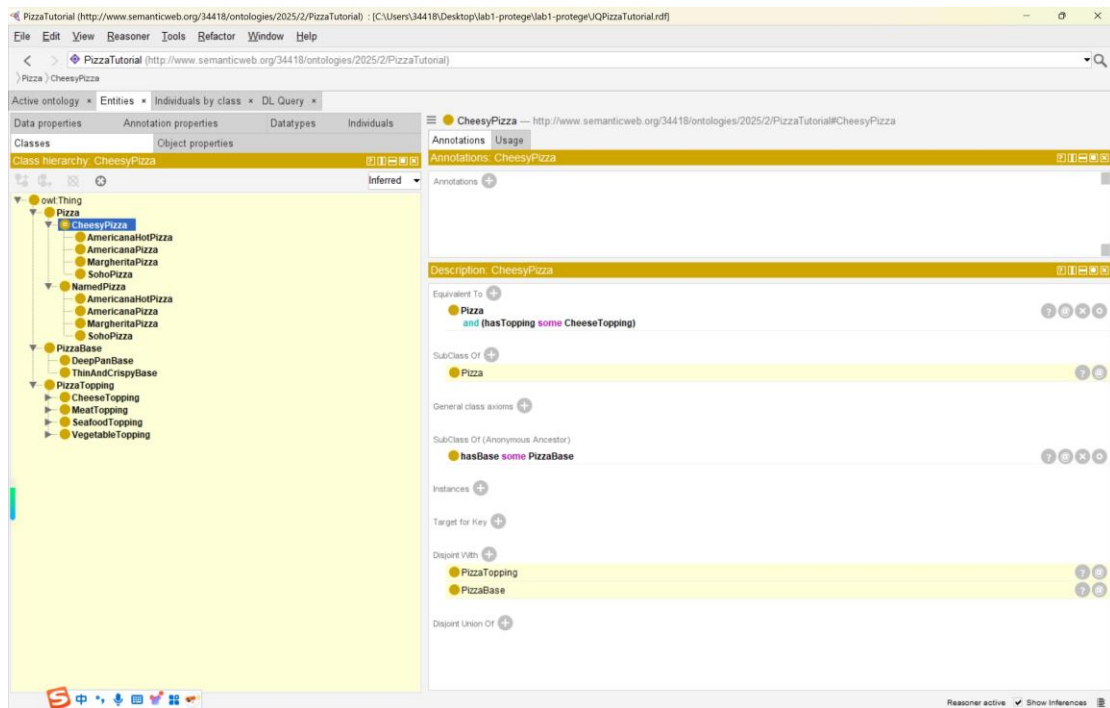 PizzaTutorial (http://www.semanticweb.org/34418/ontologies/2025/2/PizzaTutorial) : [C:\Users\34418\Desktop\lab1-protege\lab1-protege\JQPizzaTutorial.rdf]
File Edit View Reasoner Tools Refactor Window Help
PizzaTutorial (http://www.semanticweb.org/34418/ontologies/2025/2/PizzaTutorial)
Pizza CheesyPizza
Active ontology × Entities × Individuals by class × DL Query ×
Data properties Annotation properties Datatypes Individuals
Classes Object properties
Class hierarchy: CheesyPizza
Inferred
owl:Thing
Pizza
CheesyPizza
AmericanaHotPizza
AmericanaPizza
MargheritaPizza
SohoPizza
NamedPizza
AmericanaHotPizza
AmericanaPizza
MargheritaPizza
SohoPizza
PizzaBase
DeepPanBase
ThinAndCrispyBase
PizzaTopping
CheeseTopping
MeatTopping
SeafoodTopping
VegetableTopping
CheesyPizza — http://www.semanticweb.org/34418/ontologies/2025/2/PizzaTutorial#CheesyPizza
Annotations Usage
Annotations: CheesyPizza
Annotations
Description: CheesyPizza
Equivalent To
Pizza
and (hasTopping some CheeseTopping)
SubClass Of
Pizza
General class axioms
SubClass Of (Anonymous Ancestor)
hasBase some PizzaBase
Instances
Target for Key
Disjoint With
PizzaTopping
PizzaBase
Disjoint Union Of
中
Reasoner active Show Inferences